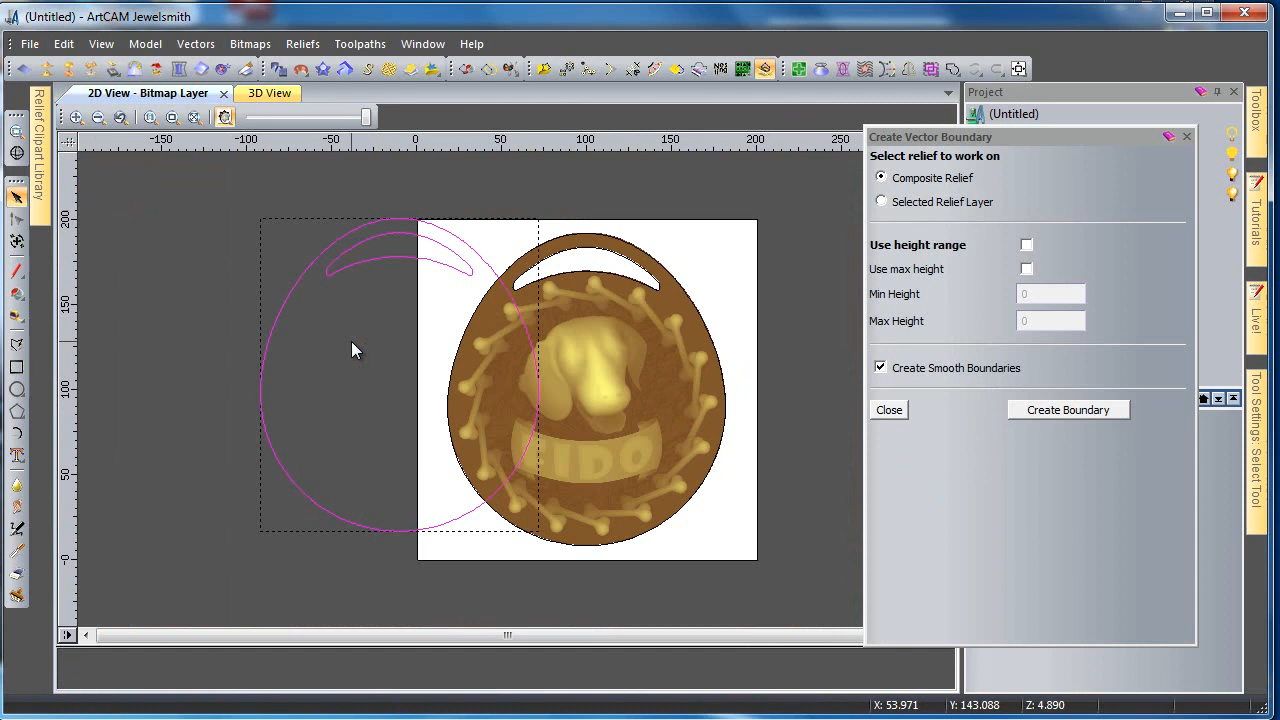 (Untitled) - ArtCAM Jewelsmith
File Edit View Model Vectors Bitmaps Reliefs Toolpaths Window Help
2D View - Bitmap Layer
3D View
Project
(Untitled)
Relief Clipart Library
Toolbox
Tutorials
Live!
Tool Settings: Select Tool
-150 -100 -50 0 50 100 150 200 250
200
150
100
50
-0
Create Vector Boundary
Select relief to work on
Composite Relief
Selected Relief Layer
Use height range
Use max height
Min Height 0
Max Height 0
Create Smooth Boundaries
Close Create Boundary
FIDO
X: 53.971 Y: 143.088 Z: 4.890